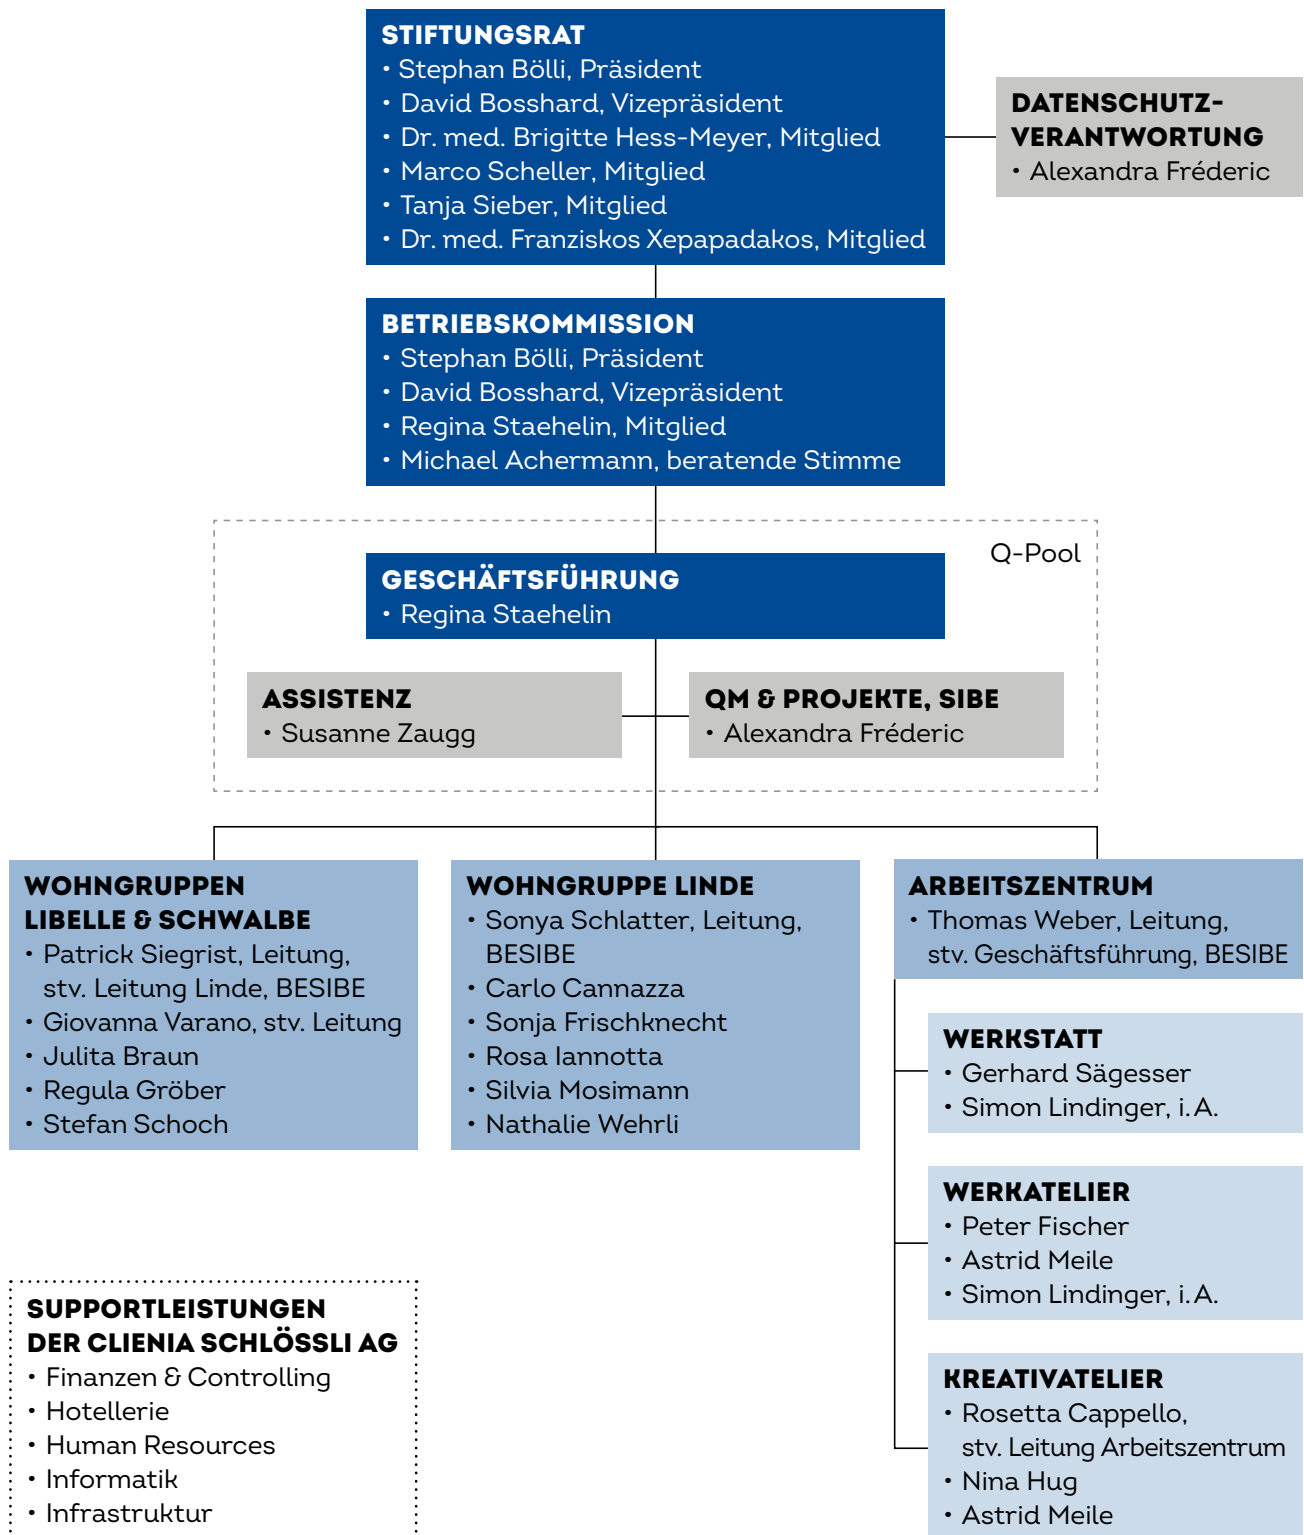 STIFTUNGSRAT
• Stephan Bölli, Präsident
• David Bosshard, Vizepräsident
• Dr. med. Brigitte Hess-Meyer, Mitglied
• Marco Scheller, Mitglied
• Tanja Sieber, Mitglied
• Dr. med. Franziskos Xepapadakos, Mitglied
DATENSCHUTZ-
VERANTWORTUNG
• Alexandra Fréderic
BETRIEBSKOMMISSION
• Stephan Bölli, Präsident
• David Bosshard, Vizepräsident
• Regina Staehelin, Mitglied
• Michael Achermann, beratende Stimme
Q-Pool
GESCHÄFTSFÜHRUNG
• Regina Staehelin
ASSISTENZ
• Susanne Zaugg
QM & PROJEKTE, SIBE
• Alexandra Fréderic
WOHNGRUPPEN
LIBELLE & SCHWALBE
• Patrick Siegrist, Leitung,
stv. Leitung Linde, BESIBE
• Giovanna Varano, stv. Leitung
• Julita Braun
• Regula Gröber
• Stefan Schoch
WOHNGRUPPE LINDE
• Sonya Schlatter, Leitung,
BESIBE
• Carlo Cannazza
• Sonja Frischknecht
• Rosa Iannotta
• Silvia Mosimann
• Nathalie Wehrli
ARBEITSZENTRUM
• Thomas Weber, Leitung,
stv. Geschäftsführung, BESIBE
WERKSTATT
• Gerhard Sägesser
• Simon Lindinger, i. A.
WERKATELIER
• Peter Fischer
• Astrid Meile
• Simon Lindinger, i. A.
KREATIVATELIER
• Rosetta Cappello,
stv. Leitung Arbeitszentrum
• Nina Hug
• Astrid Meile
SUPPORTLEISTUNGEN
DER CLIENIA SCHLÖSSLI AG
• Finanzen & Controlling
• Hotellerie
• Human Resources
• Informatik
• Infrastruktur